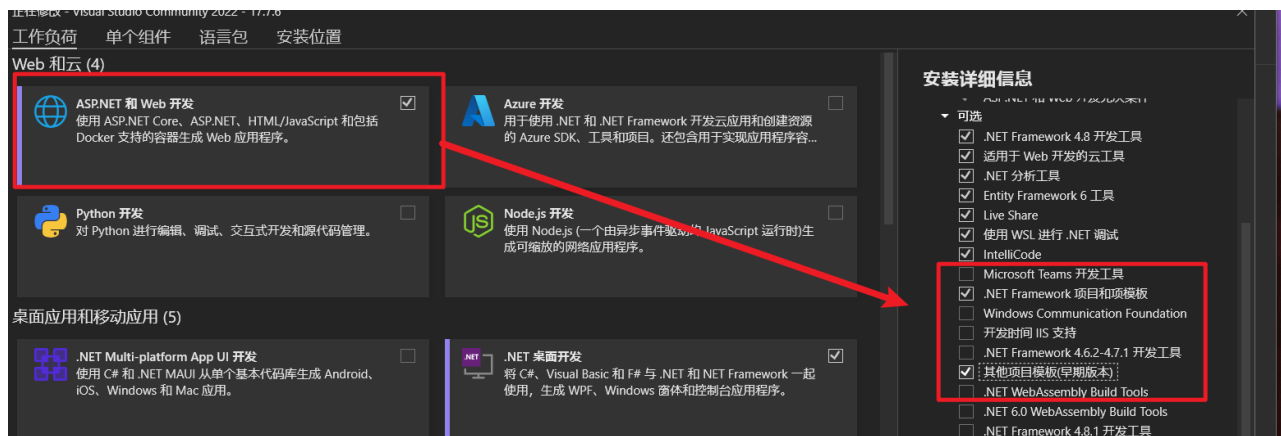 正在修改 - Visual Studio Community 2022 - 17.7.6
工作负荷 单个组件 语言包 安装位置
Web 和云 (4)
ASP.NET 和 Web 开发
使用 ASP.NET Core、ASP.NET、HTML/JavaScript 和包括
Docker 支持的容器生成 Web 应用程序。
Azure 开发
用于使用 .NET 和 .NET Framework 开发云应用和创建资源
的 Azure SDK、工具和项目。还包含用于实现应用程序容...
Python 开发
对 Python 进行编辑、调试、交互式开发和源代码管理。
Node.js 开发
使用 Node.js (一个由异步事件驱动的 JavaScript 运行时)生
成可缩放的网络应用程序。
桌面应用和移动应用 (5)
.NET Multi-platform App UI 开发
使用 C# 和 .NET MAUI 从单个基本代码库生成 Android、
iOS、Windows 和 Mac 应用。
.NET
.NET 桌面开发
将 C#、Visual Basic 和 F# 与 .NET 和 NET Framework 一起
使用，生成 WPF、Windows 窗体和控制台应用程序。
安装详细信息
ASP.NET 和 Web 开发先决条件
可选
.NET Framework 4.8 开发工具
适用于 Web 开发的云工具
.NET 分析工具
Entity Framework 6 工具
Live Share
使用 WSL 进行 .NET 调试
IntelliCode
Microsoft Teams 开发工具
.NET Framework 项目和项模板
Windows Communication Foundation
开发时间 IIS 支持
.NET Framework 4.6.2-4.7.1 开发工具
其他项目模板(早期版本)
.NET WebAssembly Build Tools
.NET 6.0 WebAssembly Build Tools
.NET Framework 4.8.1 开发工具